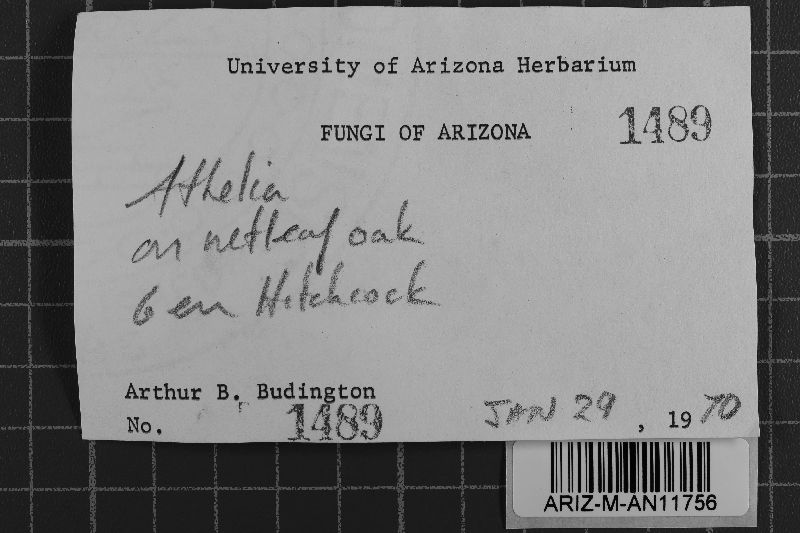 University of Arizona Herbarium
FUNGI OF ARIZONA 1489
Athelia
on netleaf oak
Gen Hitchcock
Arthur B. Budington
No. 1489 JAN 29, 1970
ARIZ-M-AN11756